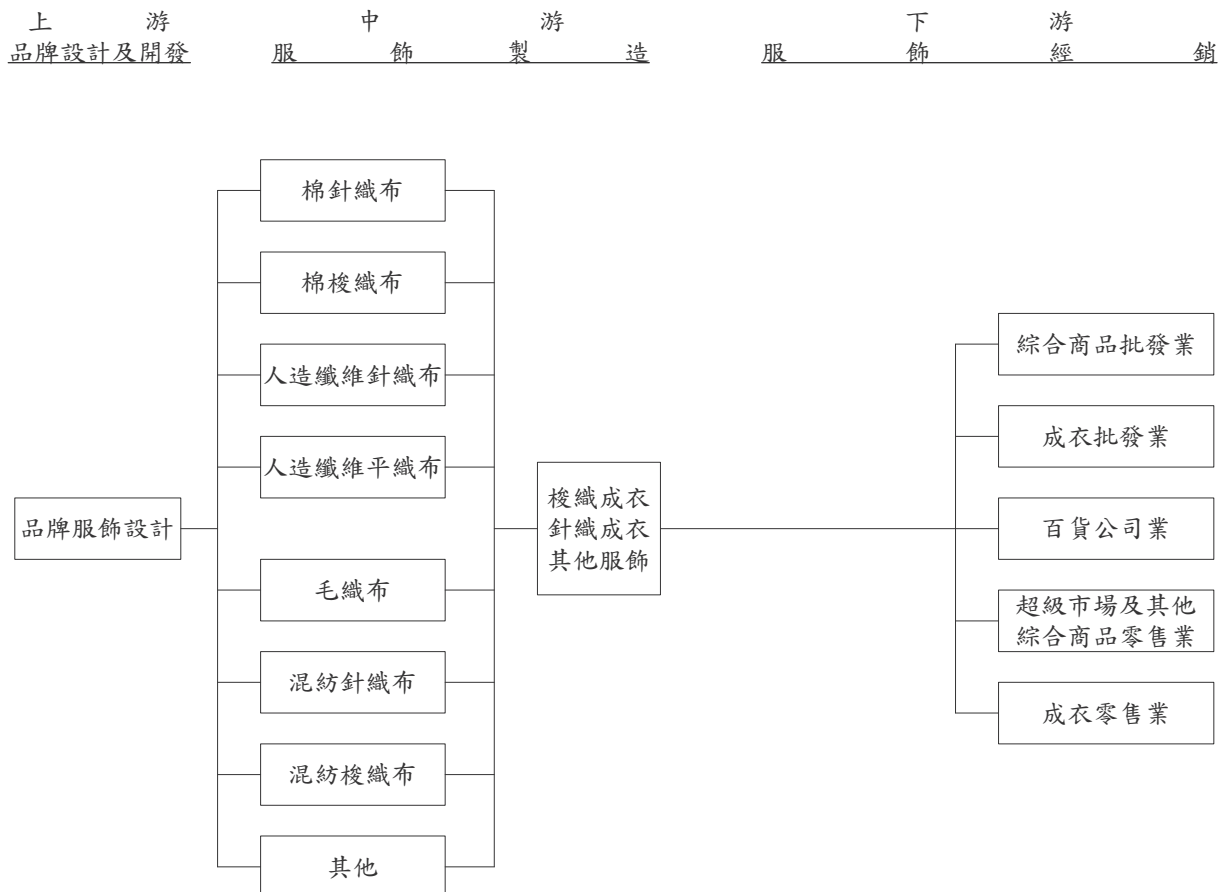 上游
中游
下游
品牌設計及開發
服飾製造
服飾經銷
棉針織布
棉梭織布
人造纖維針織布
人造纖維平織布
品牌服飾設計
毛織布
混紡針織布
混紡梭織布
其他
梭織成衣
針織成衣
其他服飾
綜合商品批發業
成衣批發業
百貨公司業
超級市場及其他
綜合商品零售業
成衣零售業